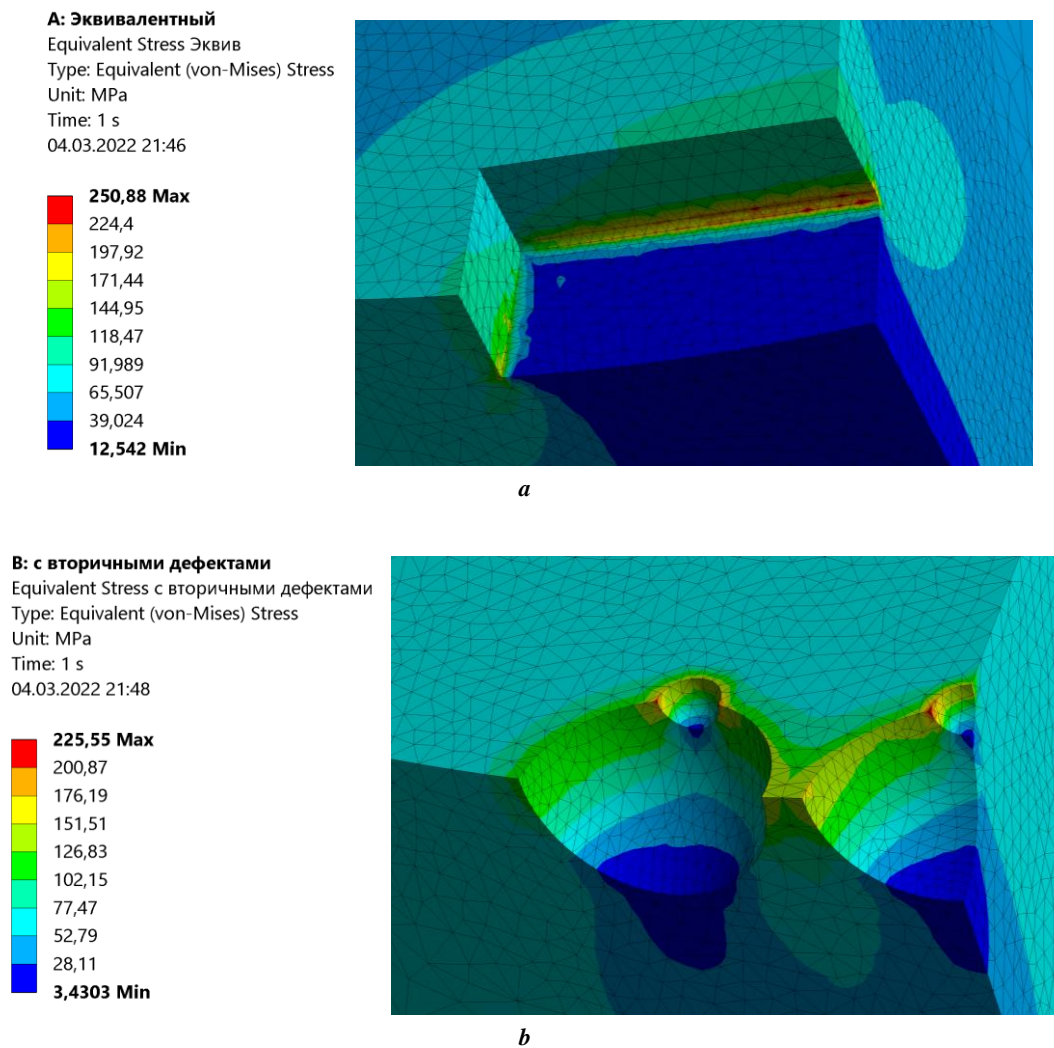 A: Эквивалентный
Equivalent Stress Эквив
Type: Equivalent (von-Mises) Stress
Unit: MPa
Time: 1 s
04.03.2022 21:46
250,88 Max
224,4
197,92
171,44
144,95
118,47
91,989
65,507
39,024
12,542 Min
a
B: с вторичными дефектами
Equivalent Stress с вторичными дефектами
Type: Equivalent (von-Mises) Stress
Unit: MPa
Time: 1 s
04.03.2022 21:48
225,55 Max
200,87
176,19
151,51
126,83
102,15
77,47
52,79
28,11
3,4303 Min
b